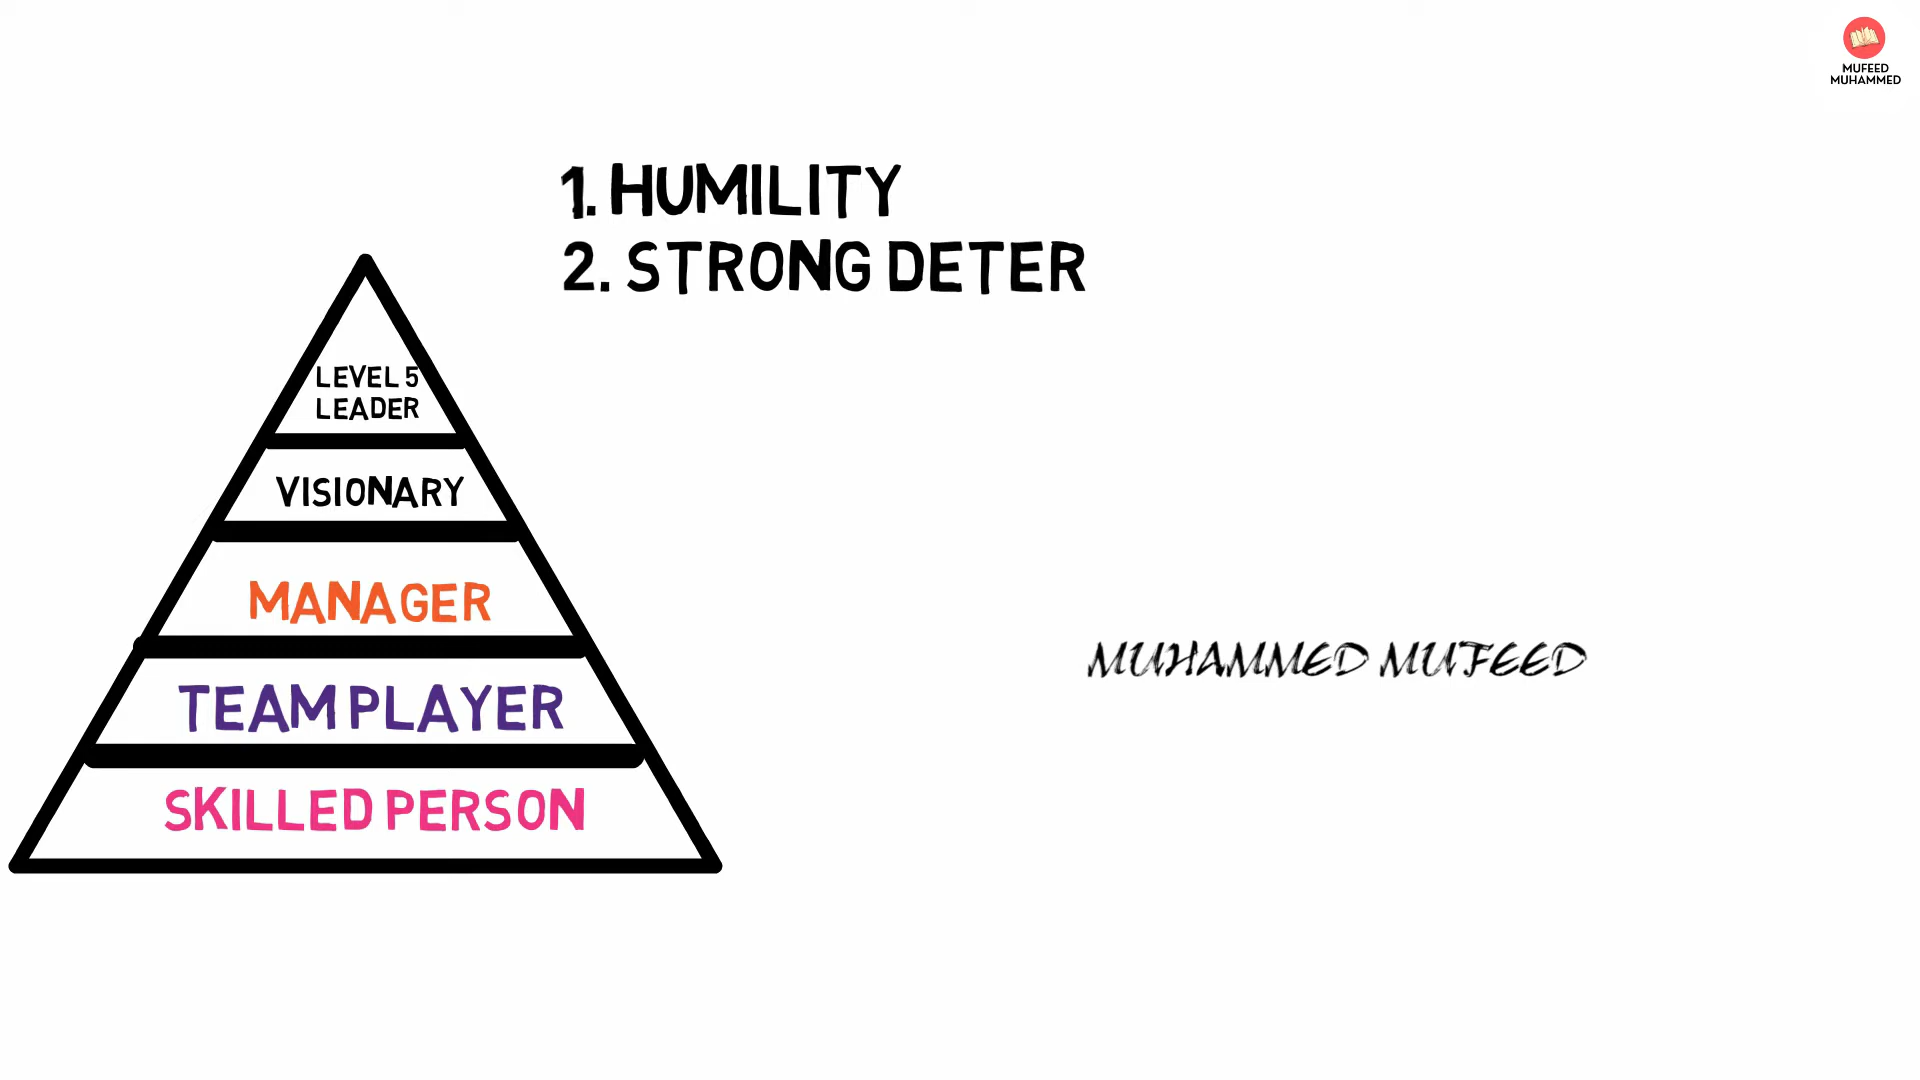 MUFEED
MUHAMMED
1. HUMILITY
2. STRONG DETER
LEVEL 5
LEADER
VISIONARY
MANAGER
TEAM PLAYER
SKILLED PERSON
MUHAMMED MUFEED